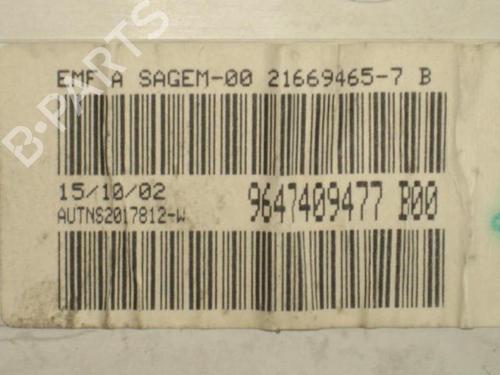 B-PARTS
EMF A SAGEM-00 21669465-7 B
15/10/02
AUTNS2017812-W
9647409477 B00